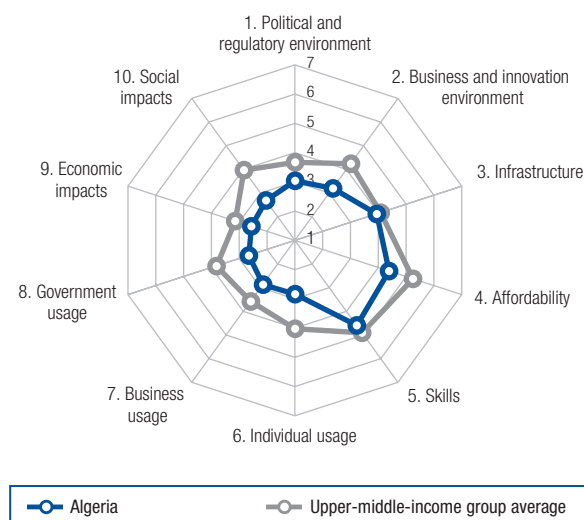 1. Political and
regulatory environment
2. Business and innovation
environment
3. Infrastructure
4. Affordability
5. Skills
6. Individual usage
7. Business
usage
8. Government
usage
9. Economic
impacts
10. Social
impacts
7
6
5
4
3
2
1
Algeria
Upper-middle-income group average